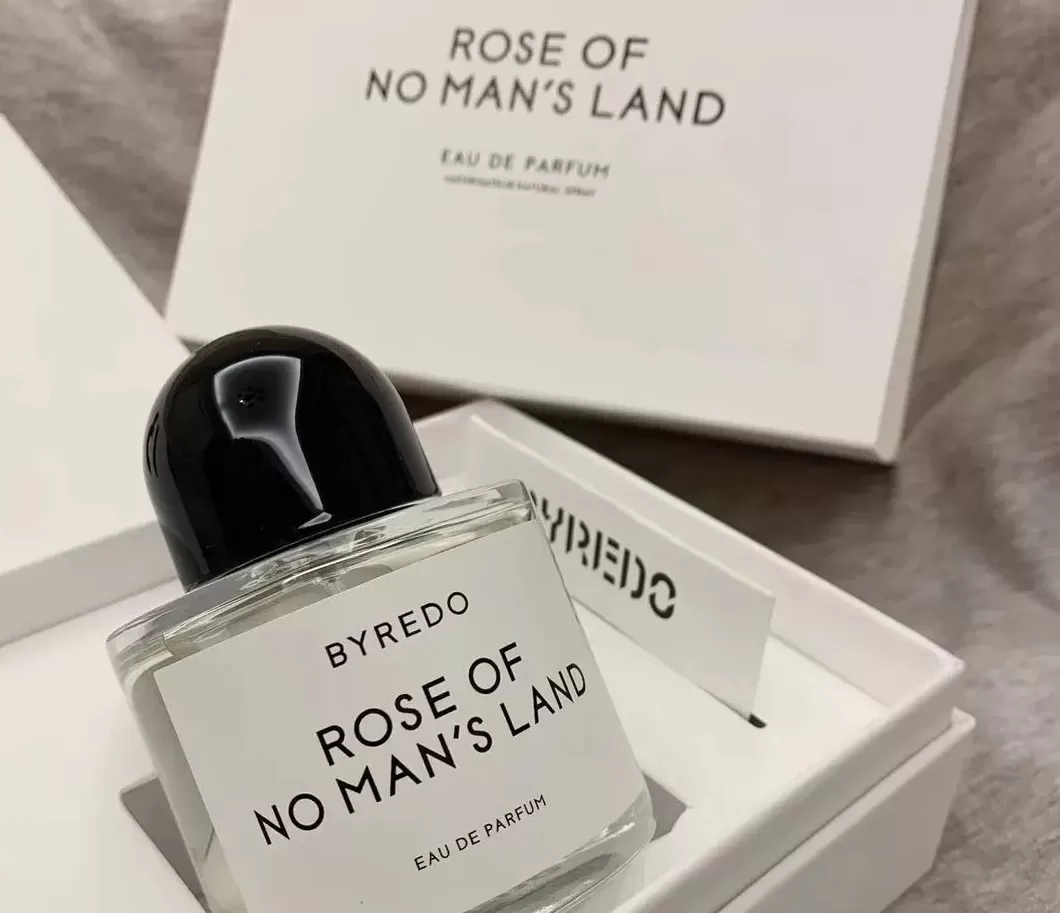 ROSE OF
NO MAN'S LAND
EAU DE PARFUM
BYREDO
BYREDO
ROSE OF
NO MAN'S LAND
EAU DE PARFUM